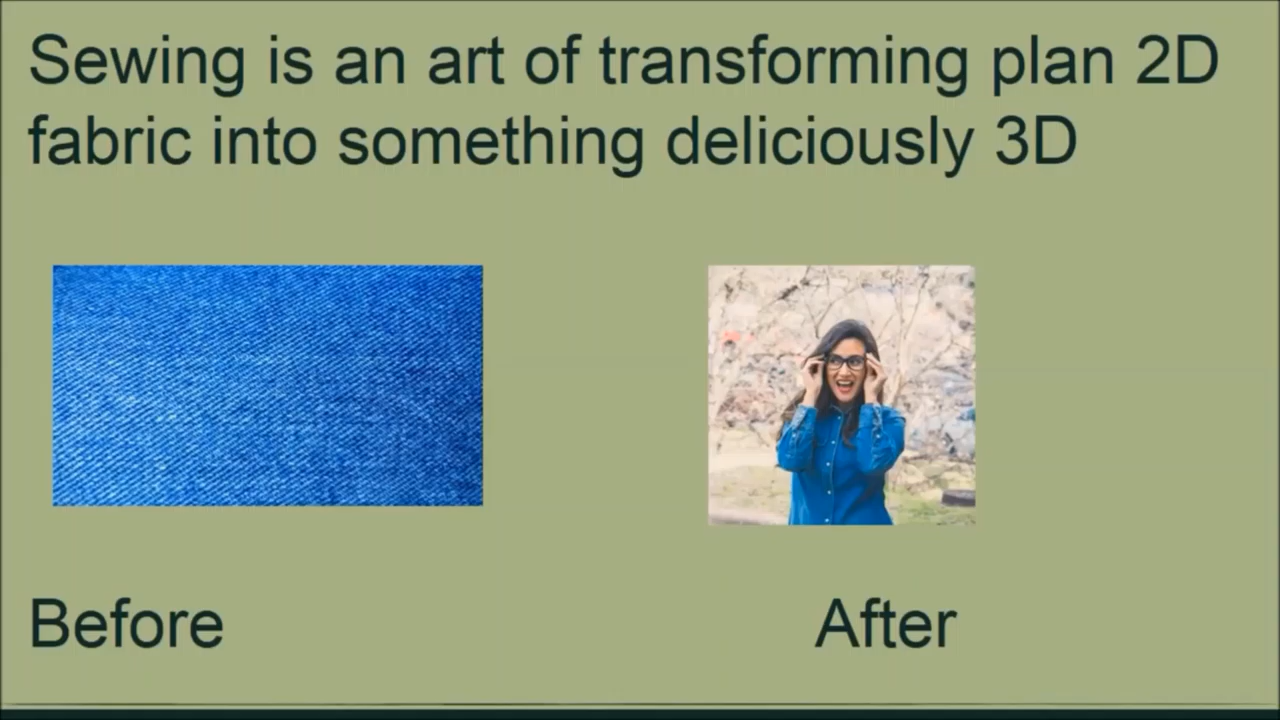 Sewing is an art of transforming plan 2D
fabric into something deliciously 3D
Before
After